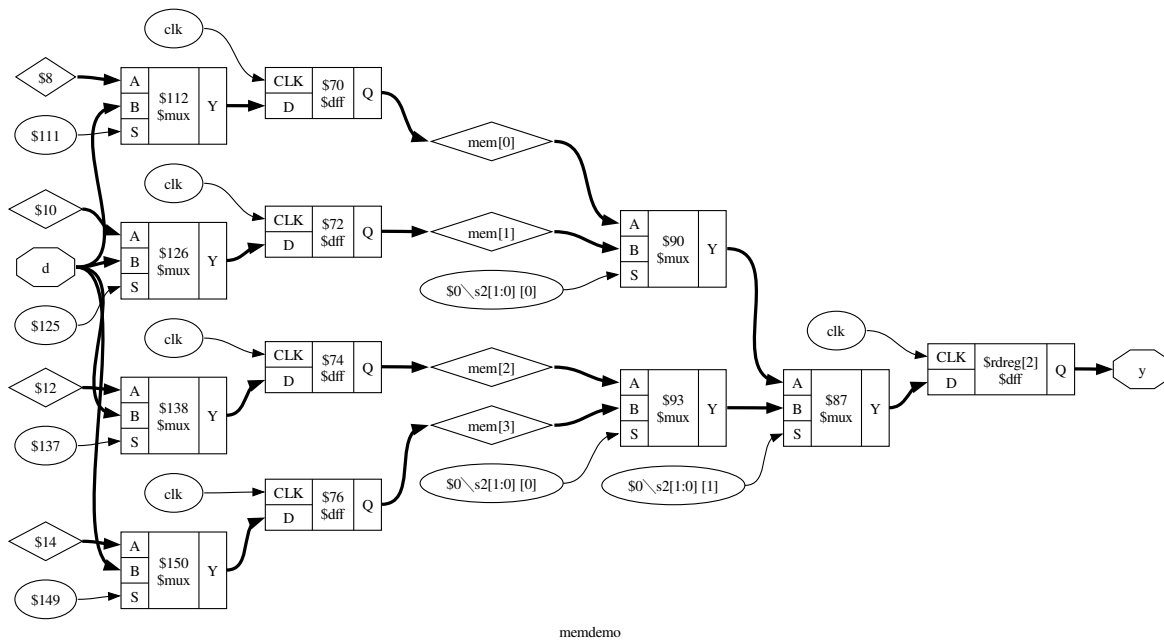 clk
$8
A
B
S
$112
$mux
Y
CLK
D
$70
$dff
Q
$111
mem[0]
clk
$10
A
B
S
$126
$mux
Y
CLK
D
$72
$dff
Q
mem[1]
A
B
S
$90
$mux
Y
d
$0\s2[1:0] [0]
$125
clk
$12
A
B
S
$138
$mux
Y
CLK
D
$74
$dff
Q
mem[2]
A
B
S
$93
$mux
Y
clk
A
B
S
$87
$mux
Y
CLK
D
$rdreg[2]
$dff
Q
y
$137
mem[3]
$0\s2[1:0] [0]
$0\s2[1:0] [1]
clk
CLK
D
$76
$dff
Q
$14
A
B
S
$150
$mux
Y
$149
memdemo